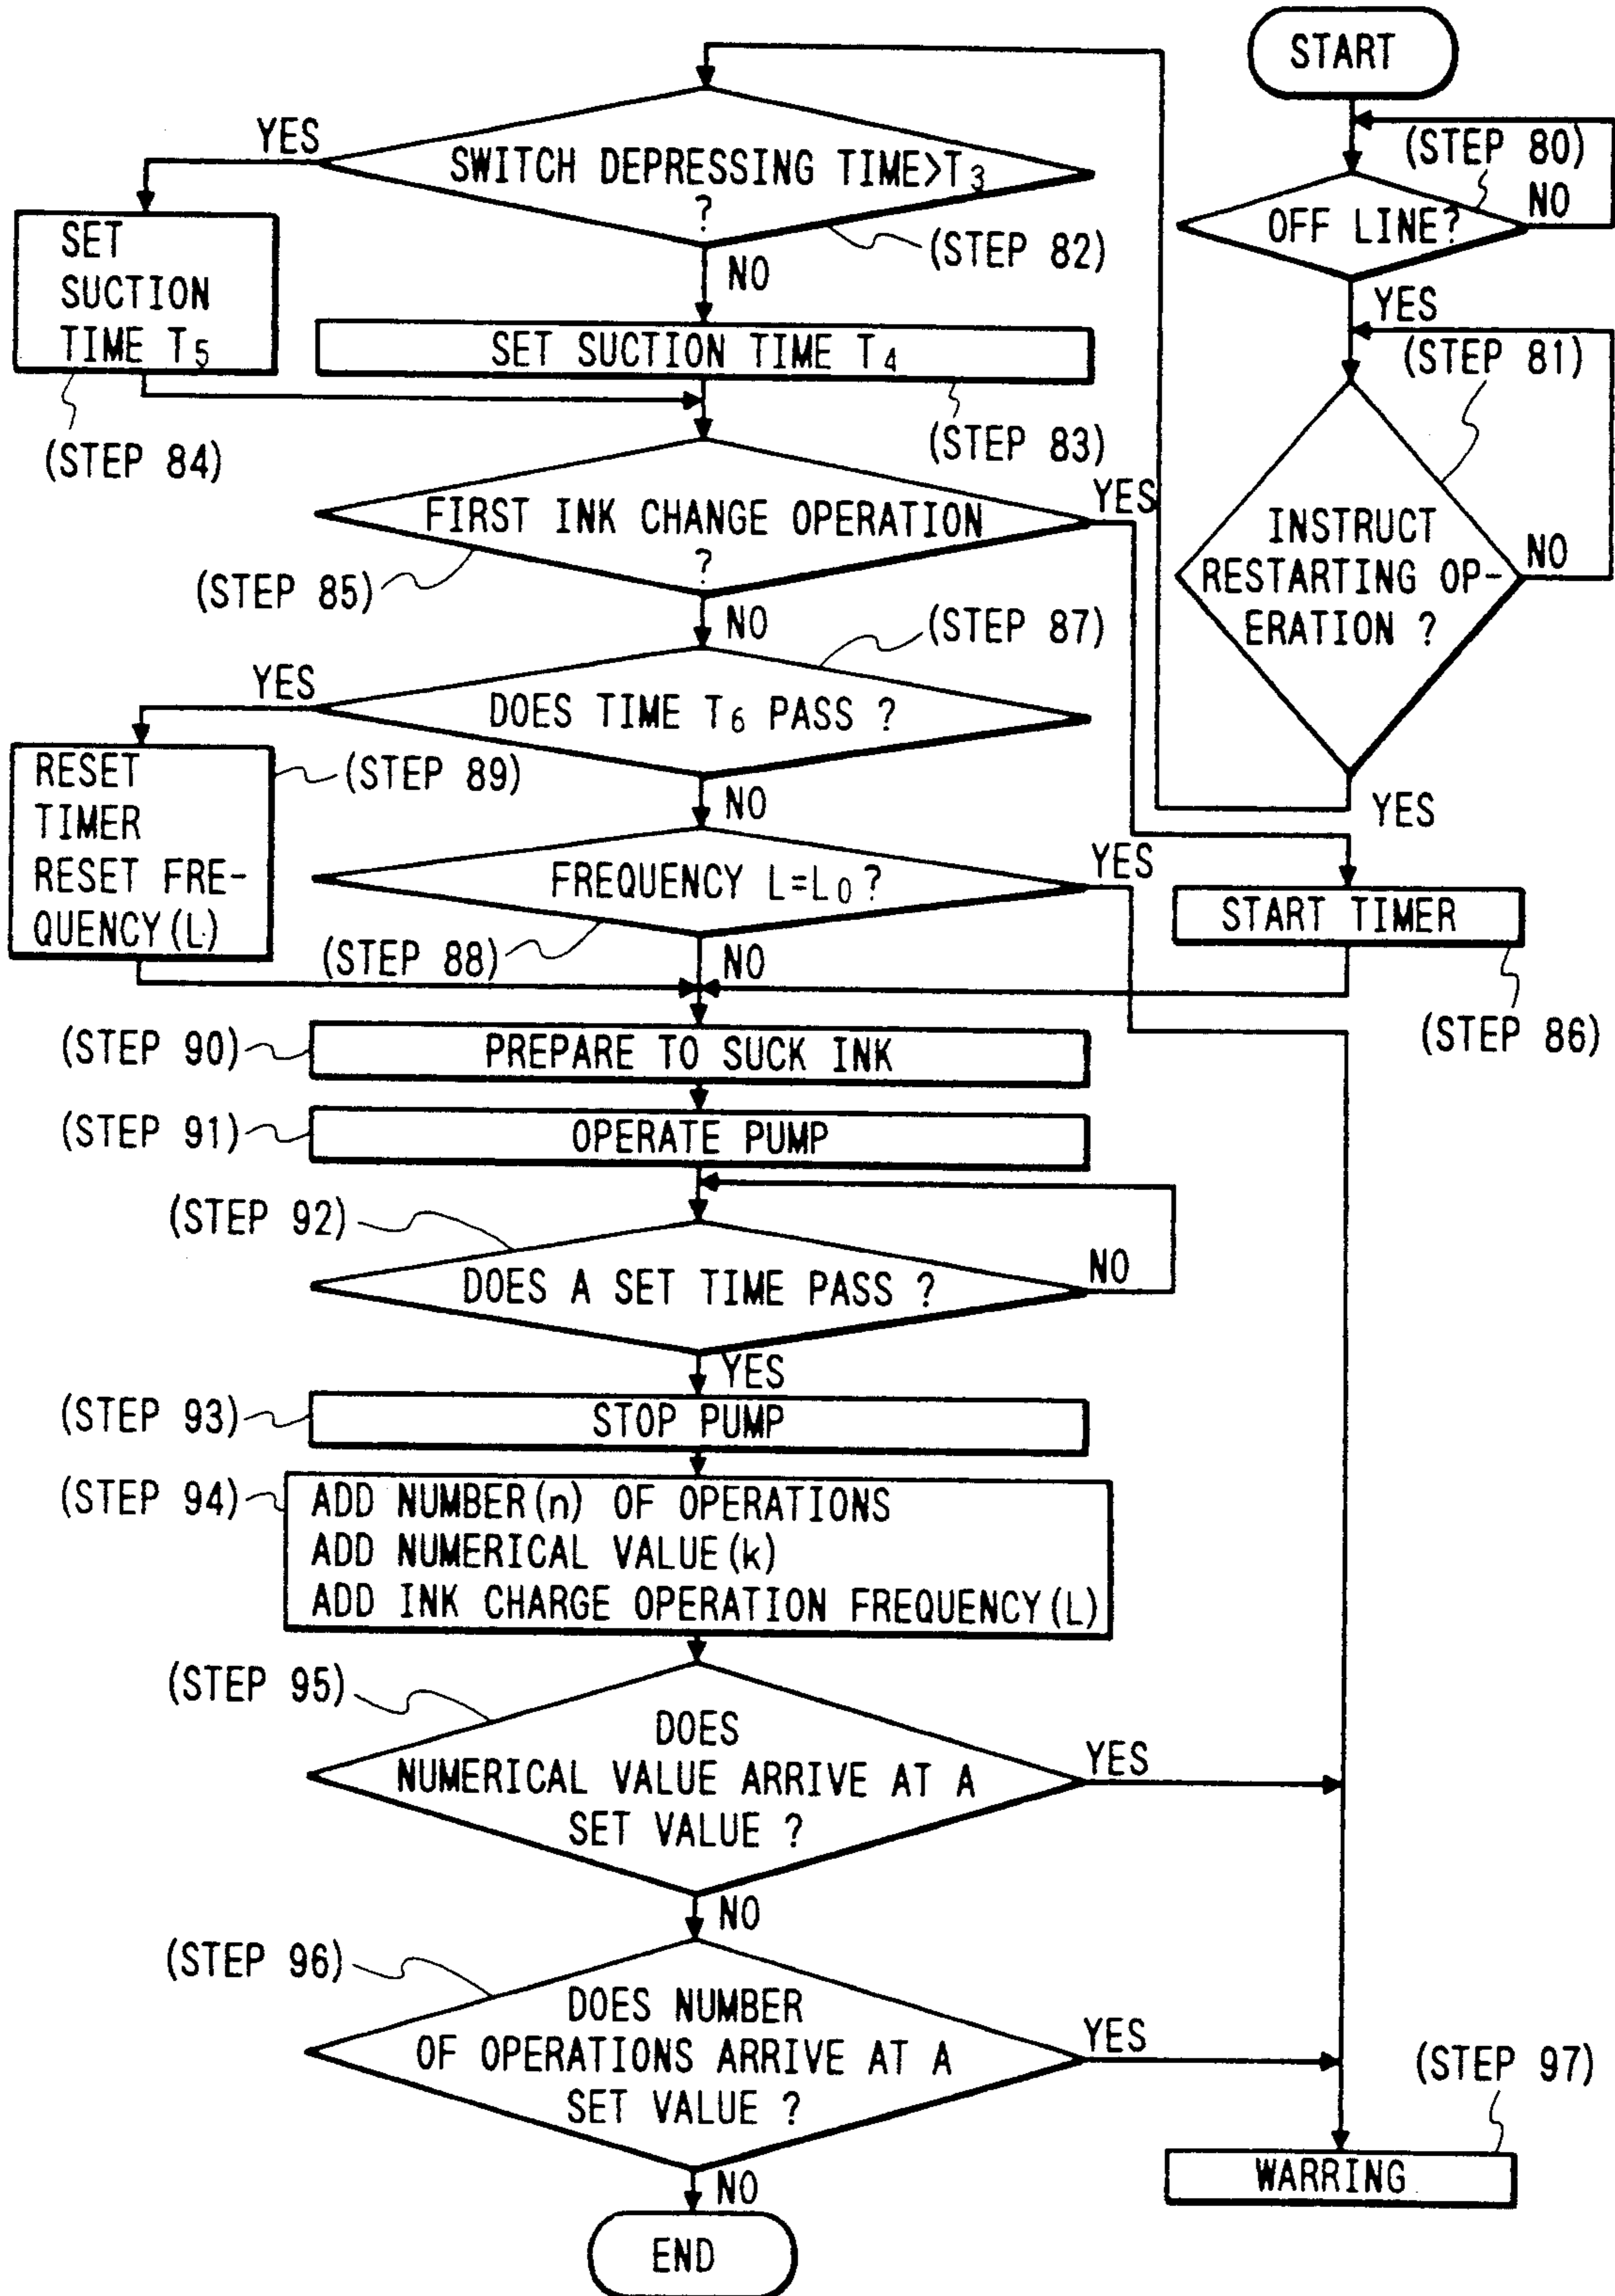 START
(STEP 80)
OFF LINE?
NO
YES
(STEP 81)
INSTRUCT
RESTARTING OP-
ERATION ?
NO
YES
SWITCH DEPRESSING TIME>T3
?
YES
(STEP 82)
NO
SET
SUCTION
TIME T5
(STEP 84)
SET SUCTION TIME T4
(STEP 83)
FIRST INK CHANGE OPERATION
?
YES
(STEP 85)
NO
(STEP 87)
DOES TIME T6 PASS ?
YES
NO
RESET
TIMER
RESET FRE-
QUENCY(L)
(STEP 89)
FREQUENCY L=L0?
YES
(STEP 88)
NO
START TIMER
(STEP 86)
(STEP 90)
PREPARE TO SUCK INK
(STEP 91)
OPERATE PUMP
(STEP 92)
DOES A SET TIME PASS ?
NO
YES
(STEP 93)
STOP PUMP
(STEP 94)
ADD NUMBER(n) OF OPERATIONS
ADD NUMERICAL VALUE(k)
ADD INK CHARGE OPERATION FREQUENCY(L)
(STEP 95)
DOES
NUMERICAL VALUE ARRIVE AT A
SET VALUE ?
YES
NO
(STEP 96)
DOES NUMBER
OF OPERATIONS ARRIVE AT A
SET VALUE ?
YES
NO
(STEP 97)
WARRING
END